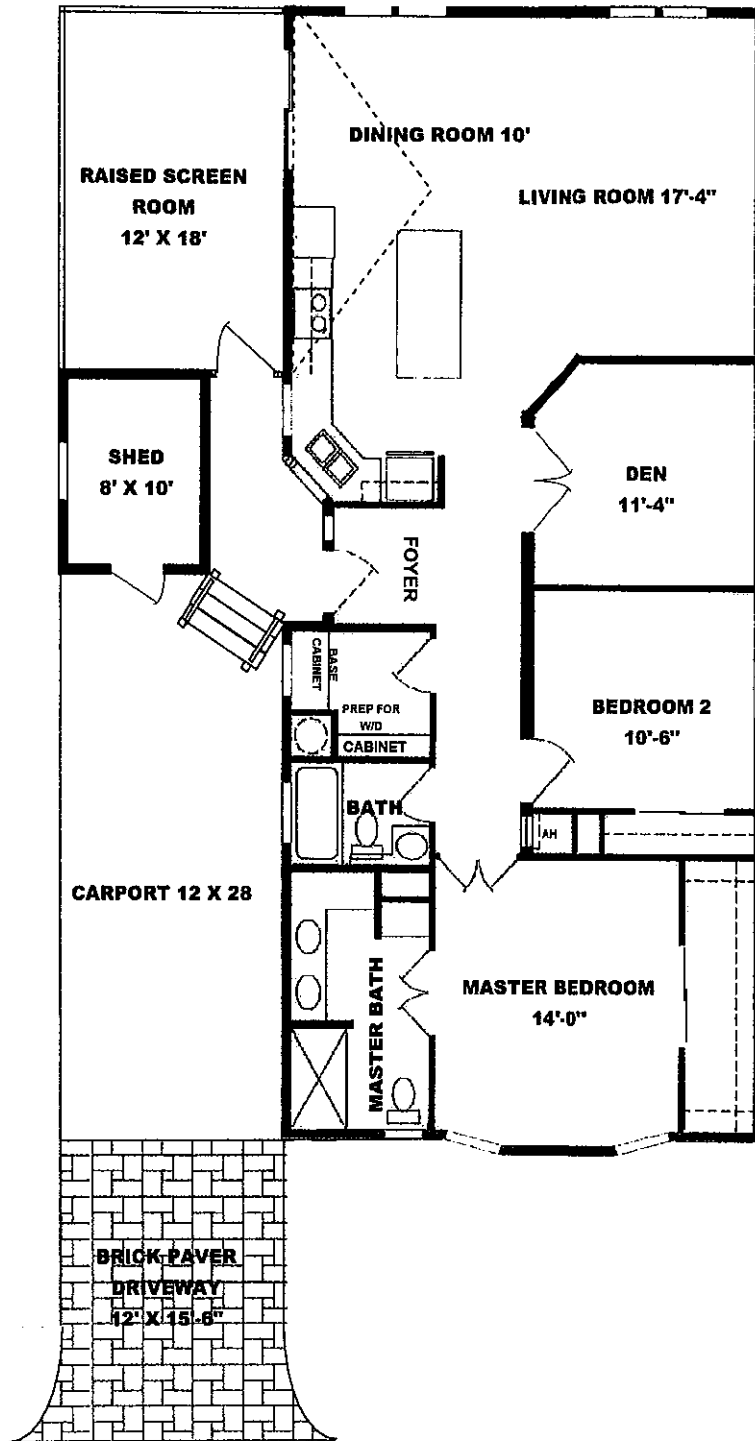 DINING ROOM 10'
RAISED SCREEN
ROOM
12' X 18'
LIVING ROOM 17'-4"
SHED
8' X 10'
DEN
11'-4"
FOYER
BASE
CABINET
PREP FOR
W/D
CABINET
BEDROOM 2
10'-6"
BATH
AH
CARPORT 12 X 28
MASTER BATH
MASTER BEDROOM
14'-0"
BRICK PAVER
DRIVEWAY
12' X 15'-6"